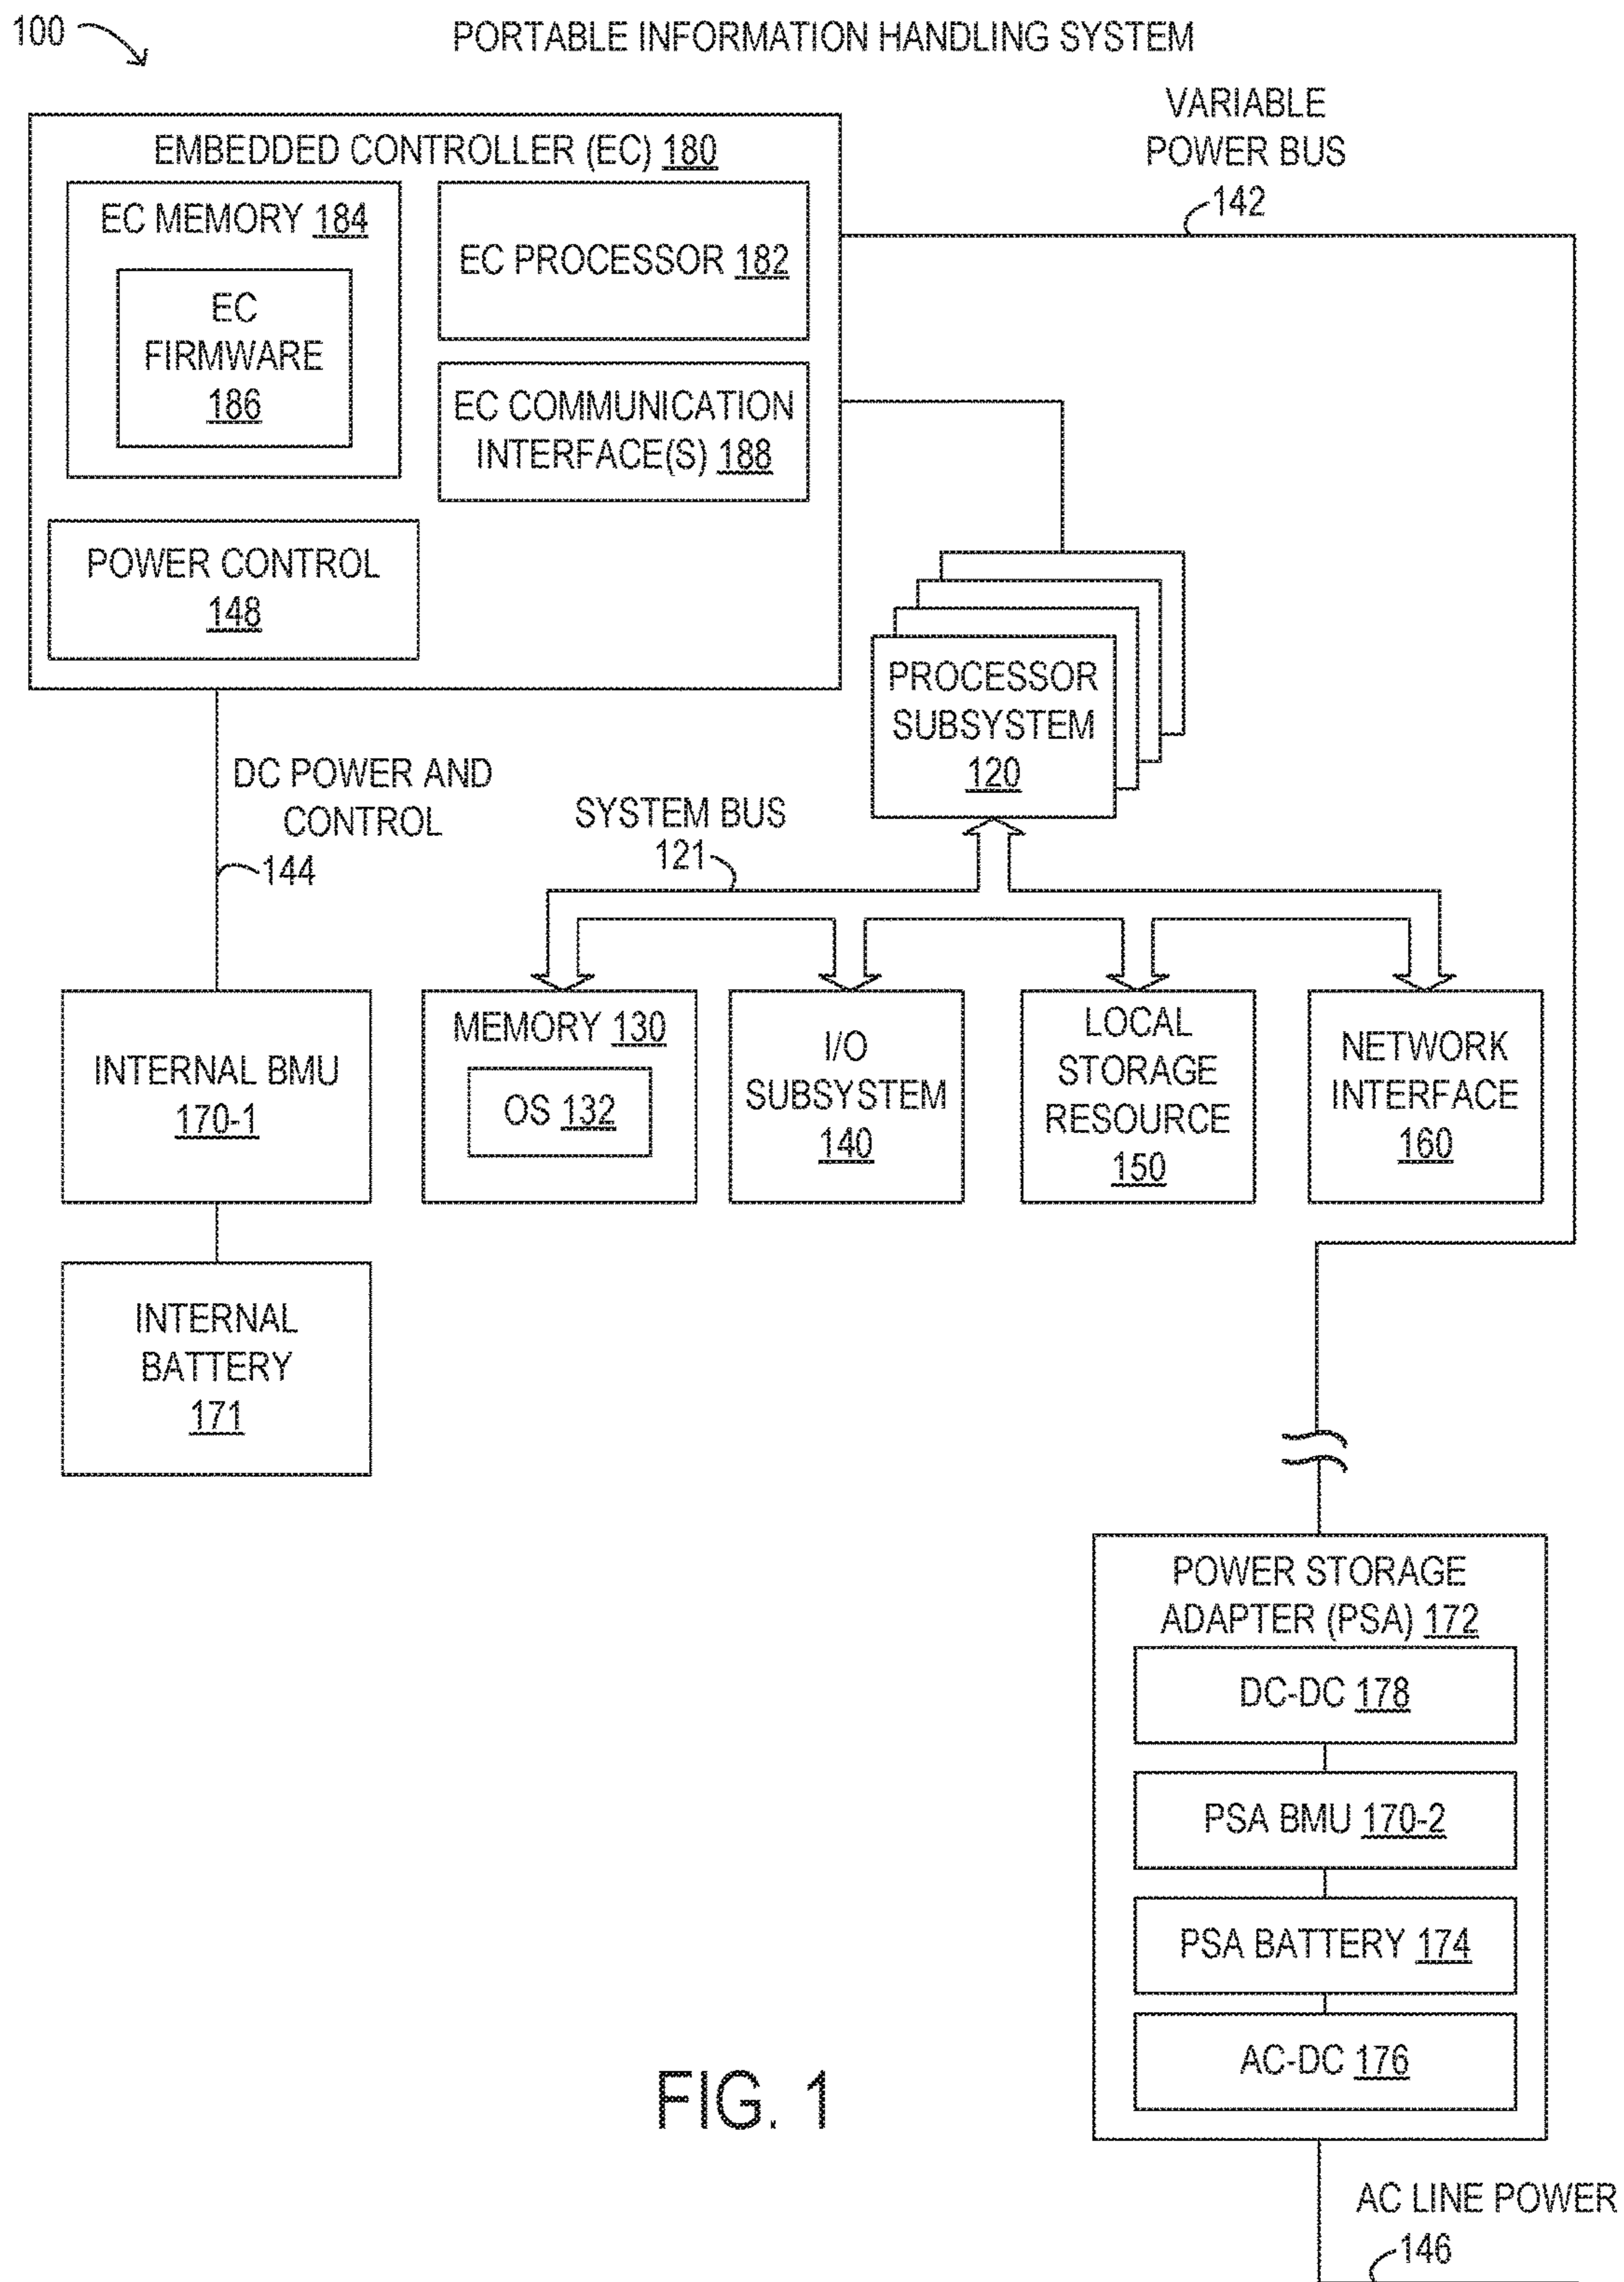 100
PORTABLE INFORMATION HANDLING SYSTEM
VARIABLE
POWER BUS
142
EMBEDDED CONTROLLER (EC) 180
EC MEMORY 184
EC
FIRMWARE
186
EC PROCESSOR 182
EC COMMUNICATION
INTERFACE(S) 188
POWER CONTROL
148
PROCESSOR
SUBSYSTEM
120
DC POWER AND
CONTROL
144
SYSTEM BUS
121
INTERNAL BMU
170-1
MEMORY 130
OS 132
I/O
SUBSYSTEM
140
LOCAL
STORAGE
RESOURCE
150
NETWORK
INTERFACE
160
INTERNAL
BATTERY
171
POWER STORAGE
ADAPTER (PSA) 172
DC-DC 178
PSA BMU 170-2
PSA BATTERY 174
AC-DC 176
FIG. 1
AC LINE POWER
146